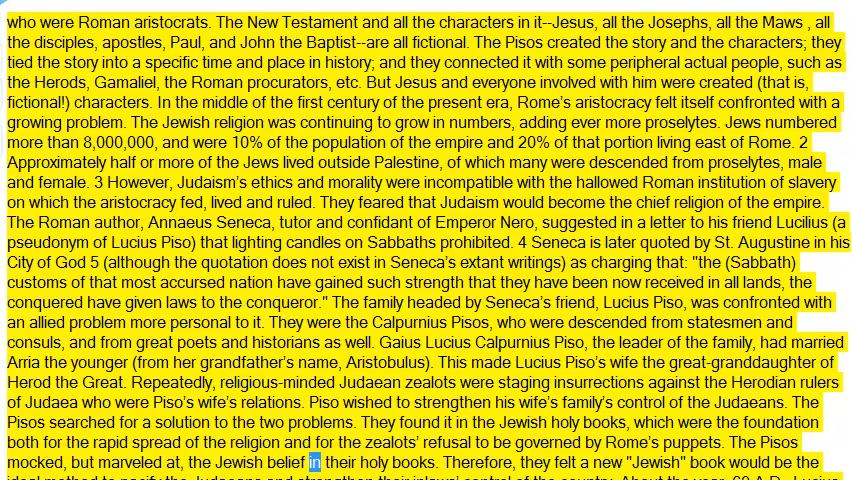 who were Roman aristocrats. The New Testament and all the characters in it--Jesus, all the Josephs, all the Maws , all
the disciples, apostles, Paul, and John the Baptist--are all fictional. The Pisos created the story and the characters; they
tied the story into a specific time and place in history; and they connected it with some peripheral actual people, such as
the Herods, Gamaliel, the Roman procurators, etc. But Jesus and everyone involved with him were created (that is,
fictional!) characters. In the middle of the first century of the present era, Rome's aristocracy felt itself confronted with a
growing problem. The Jewish religion was continuing to grow in numbers, adding ever more proselytes. Jews numbered
more than 8,000,000, and were 10% of the population of the empire and 20% of that portion living east of Rome. 2
Approximately half or more of the Jews lived outside Palestine, of which many were descended from proselytes, male
and female. 3 However, Judaism's ethics and morality were incompatible with the hallowed Roman institution of slavery
on which the aristocracy fed, lived and ruled. They feared that Judaism would become the chief religion of the empire.
The Roman author, Annaeus Seneca, tutor and confidant of Emperor Nero, suggested in a letter to his friend Lucilius (a
pseudonym of Lucius Piso) that lighting candles on Sabbaths prohibited. 4 Seneca is later quoted by St. Augustine in his
City of God 5 (although the quotation does not exist in Seneca's extant writings) as charging that: "the (Sabbath)
customs of that most accursed nation have gained such strength that they have been now received in all lands, the
conquered have given laws to the conqueror." The family headed by Seneca's friend, Lucius Piso, was confronted with
an allied problem more personal to it. They were the Calpurnius Pisos, who were descended from statesmen and
consuls, and from great poets and historians as well. Gaius Lucius Calpurnius Piso, the leader of the family, had married
Arria the younger (from her grandfather's name, Aristobulus). This made Lucius Piso's wife the great-granddaughter of
Herod the Great. Repeatedly, religious-minded Judaean zealots were staging insurrections against the Herodian rulers
of Judaea who were Piso's wife's relations. Piso wished to strengthen his wife's family's control of the Judaeans. The
Pisos searched for a solution to the two problems. They found it in the Jewish holy books, which were the foundation
both for the rapid spread of the religion and for the zealots' refusal to be governed by Rome's puppets. The Pisos
mocked, but marveled at, the Jewish belief in their holy books. Therefore, they felt a new "Jewish" book would be the
ideal method to pacify the Judaeans and strengthen their inlaws' control of the country. About the year 60 A.D., Lucius